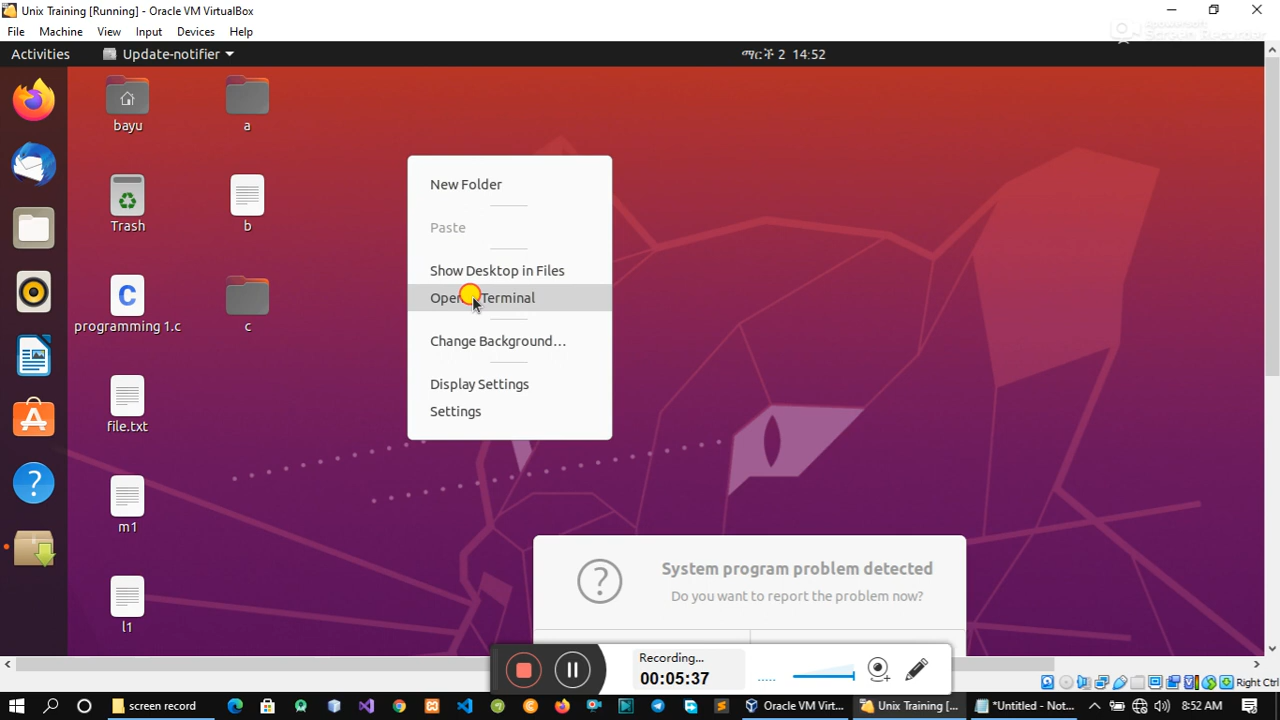 Unix Training [Running] - Oracle VM VirtualBox
File Machine View Input Devices Help
Activities Update-notifier ማርች 2 14:52
bayu
a
Trash
b
programming 1.c
c
file.txt
m1
l1
New Folder
Paste
Show Desktop in Files
Terminal
Change Background...
Display Settings
Settings
System program problem detected
Do you want to report the problem now?
Recording...
00:05:37
Right Ctrl
screen record
Oracle VM Virt...
Unix Training [...
*Untitled - Not...
8:52 AM